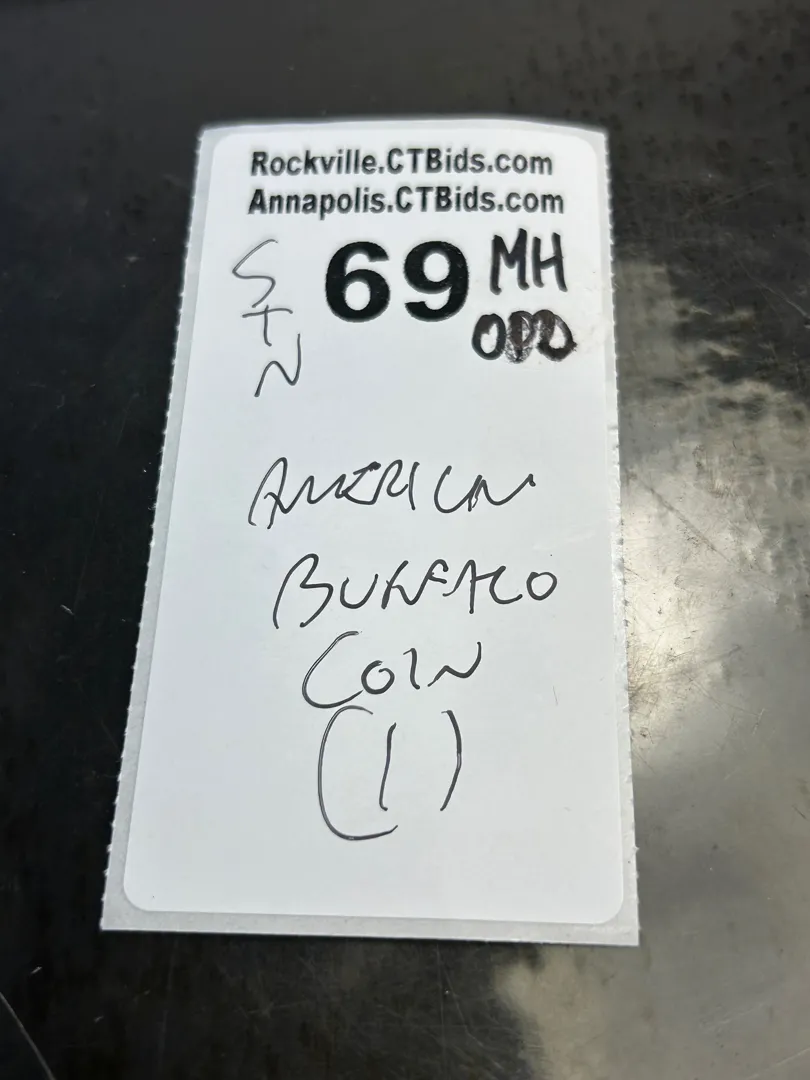 Rockville.CTBids.com
Annapolis.CTBids.com
69 MH
S
T
N
AMERICAN
BUFFALO
COIN
(1)